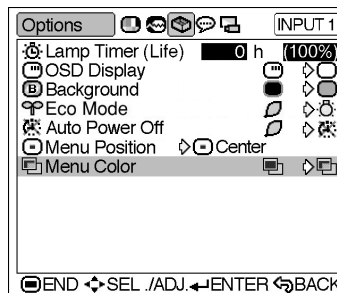 Options INPUT 1
Lamp Timer (Life) 0 h (100%)
OSD Display
B Background
Eco Mode
Auto Power Off
Menu Position Center
Menu Color
END SEL./ADJ. ENTER BACK